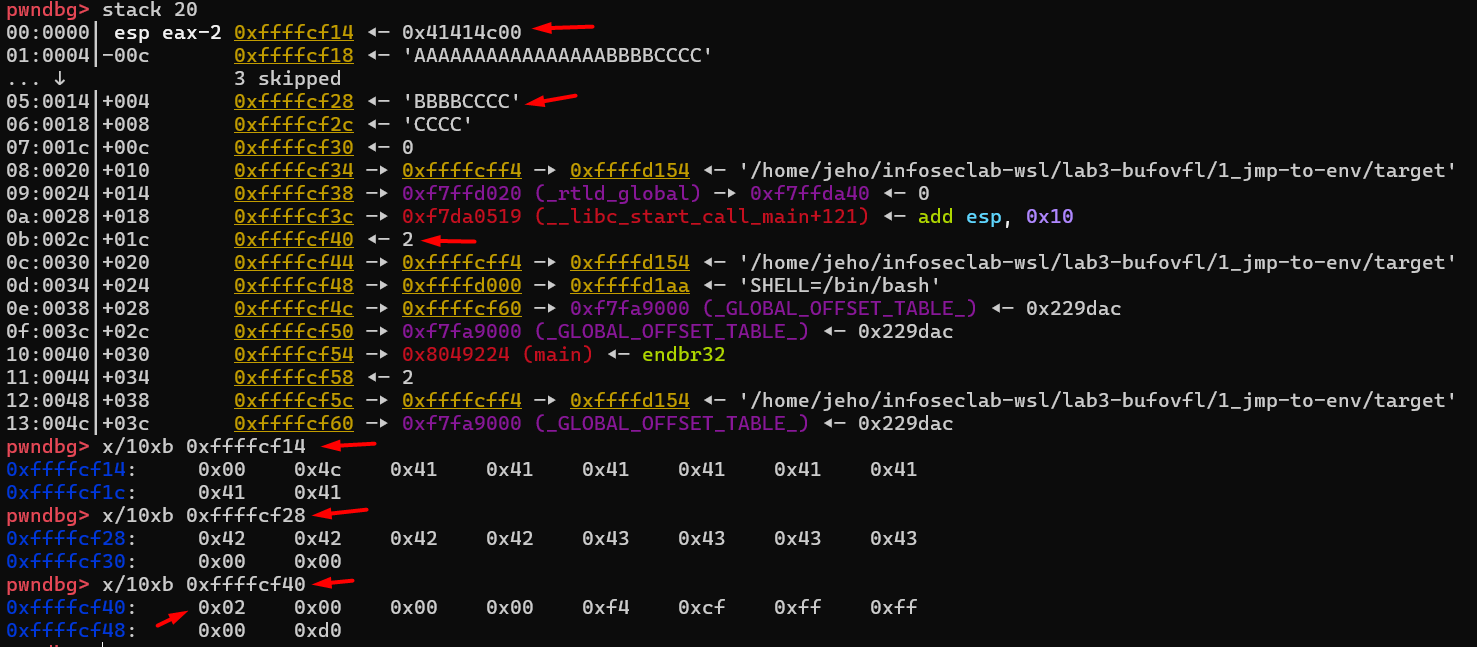 pwndbg> stack 20
00:0000│ esp eax-2 0xffffcf14 ◂— 0x41414c00
01:0004│-00c 0xffffcf18 ◂— 'AAAAAAAAAAAAAAAAABBBBCCCC'
... ↓ 3 skipped
05:0014│+004 0xffffcf28 ◂— 'BBBBCCCC'
06:0018│+008 0xffffcf2c ◂— 'CCCC'
07:001c│+00c 0xffffcf30 ◂— 0
08:0020│+010 0xffffcf34 —▸ 0xffffcff4 —▸ 0xffffd154 ◂— '/home/jeho/infoseclab-wsl/lab3-bufovfl/1_jmp-to-env/target'
09:0024│+014 0xffffcf38 —▸ 0xf7ffd020 (_rtld_global) —▸ 0xf7ffda40 ◂— 0
0a:0028│+018 0xffffcf3c —▸ 0xf7da0519 (__libc_start_call_main+121) ◂— add esp, 0x10
0b:002c│+01c 0xffffcf40 ◂— 2
0c:0030│+020 0xffffcf44 —▸ 0xffffcff4 —▸ 0xffffd154 ◂— '/home/jeho/infoseclab-wsl/lab3-bufovfl/1_jmp-to-env/target'
0d:0034│+024 0xffffcf48 —▸ 0xffffd000 —▸ 0xffffd1aa ◂— 'SHELL=/bin/bash'
0e:0038│+028 0xffffcf4c —▸ 0xffffcf60 —▸ 0xf7fa9000 (_GLOBAL_OFFSET_TABLE_) ◂— 0x229dac
0f:003c│+02c 0xffffcf50 —▸ 0xf7fa9000 (_GLOBAL_OFFSET_TABLE_) ◂— 0x229dac
10:0040│+030 0xffffcf54 —▸ 0x8049224 (main) ◂— endbr32
11:0044│+034 0xffffcf58 ◂— 2
12:0048│+038 0xffffcf5c —▸ 0xffffcff4 —▸ 0xffffd154 ◂— '/home/jeho/infoseclab-wsl/lab3-bufovfl/1_jmp-to-env/target'
13:004c│+03c 0xffffcf60 —▸ 0xf7fa9000 (_GLOBAL_OFFSET_TABLE_) ◂— 0x229dac
pwndbg> x/10xb 0xffffcf14
0xffffcf14: 0x00 0x4c 0x41 0x41 0x41 0x41 0x41 0x41
0xffffcf1c: 0x41 0x41
pwndbg> x/10xb 0xffffcf28
0xffffcf28: 0x42 0x42 0x42 0x42 0x43 0x43 0x43 0x43
0xffffcf30: 0x00 0x00
pwndbg> x/10xb 0xffffcf40
0xffffcf40: 0x02 0x00 0x00 0x00 0xf4 0xcf 0xff 0xff
0xffffcf48: 0x00 0xd0